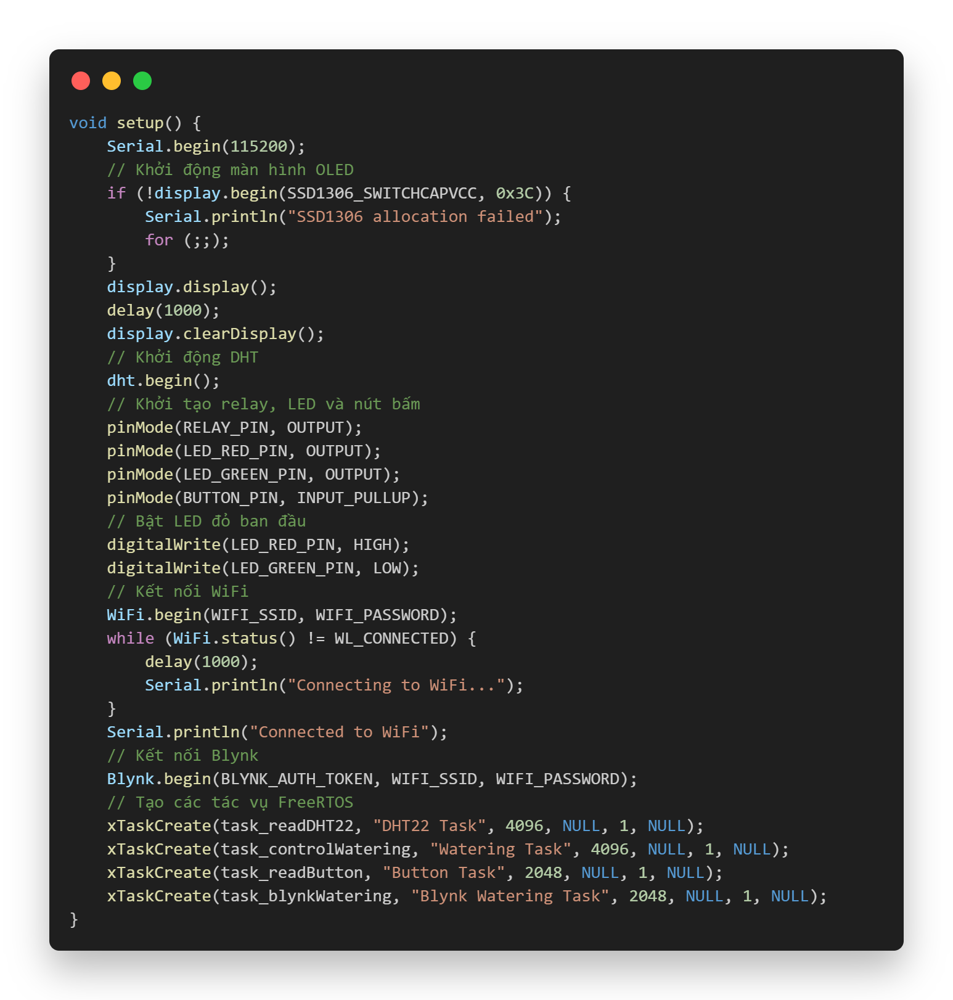 void setup() {
    Serial.begin(115200);
    // Khởi động màn hình OLED
    if (!display.begin(SSD1306_SWITCHCAPVCC, 0x3C)) {
        Serial.println("SSD1306 allocation failed");
        for (;;);
    }
    display.display();
    delay(1000);
    display.clearDisplay();
    // Khởi động DHT
    dht.begin();
    // Khởi tạo relay, LED và nút bấm
    pinMode(RELAY_PIN, OUTPUT);
    pinMode(LED_RED_PIN, OUTPUT);
    pinMode(LED_GREEN_PIN, OUTPUT);
    pinMode(BUTTON_PIN, INPUT_PULLUP);
    // Bật LED đỏ ban đầu
    digitalWrite(LED_RED_PIN, HIGH);
    digitalWrite(LED_GREEN_PIN, LOW);
    // Kết nối WiFi
    WiFi.begin(WIFI_SSID, WIFI_PASSWORD);
    while (WiFi.status() != WL_CONNECTED) {
        delay(1000);
        Serial.println("Connecting to WiFi...");
    }
    Serial.println("Connected to WiFi");
    // Kết nối Blynk
    Blynk.begin(BLYNK_AUTH_TOKEN, WIFI_SSID, WIFI_PASSWORD);
    // Tạo các tác vụ FreeRTOS
    xTaskCreate(task_readDHT22, "DHT22 Task", 4096, NULL, 1, NULL);
    xTaskCreate(task_controlWatering, "Watering Task", 4096, NULL, 1, NULL);
    xTaskCreate(task_readButton, "Button Task", 2048, NULL, 1, NULL);
    xTaskCreate(task_blynkWatering, "Blynk Watering Task", 2048, NULL, 1, NULL);
}